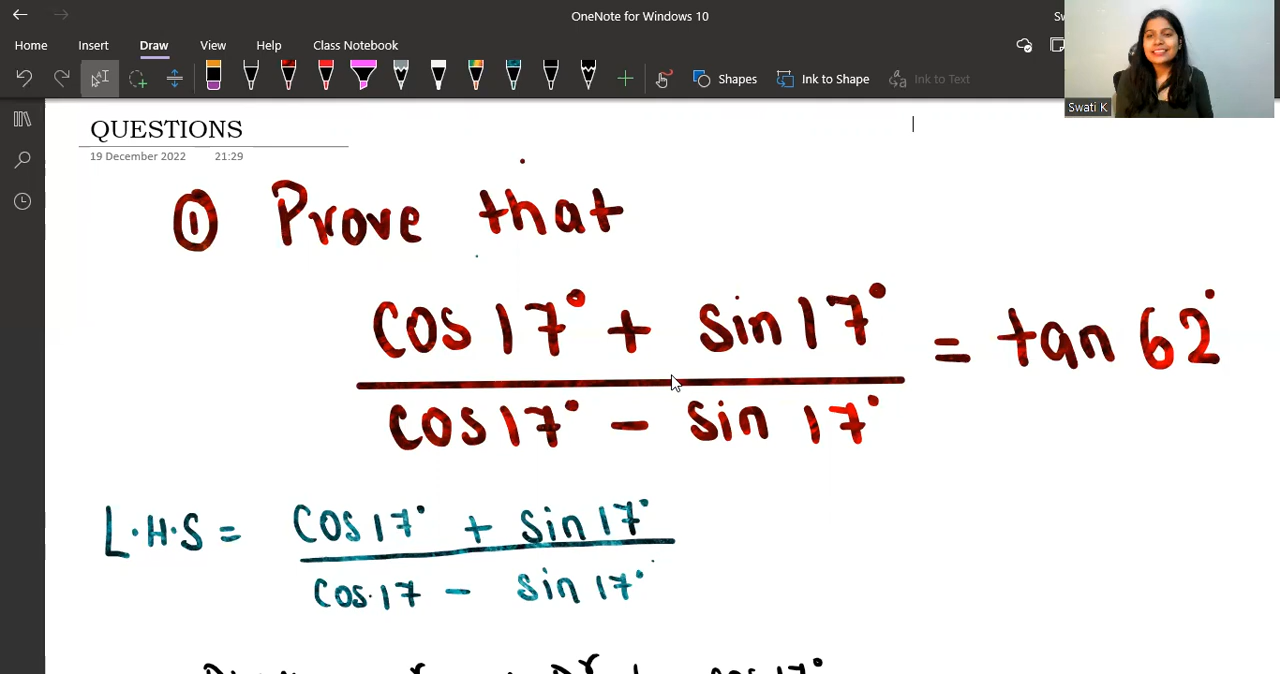 OneNote for Windows 10
Home Insert Draw View Help Class Notebook
Shapes Ink to Shape Ink to Text
Swati K
QUESTIONS
19 December 2022 21:29
① Prove that
cos 17° + sin 17°
= tan 62°
cos 17° - sin 17°
L.H.S = cos 17° + sin 17°
cos.17 - sin 17°
cos 17°